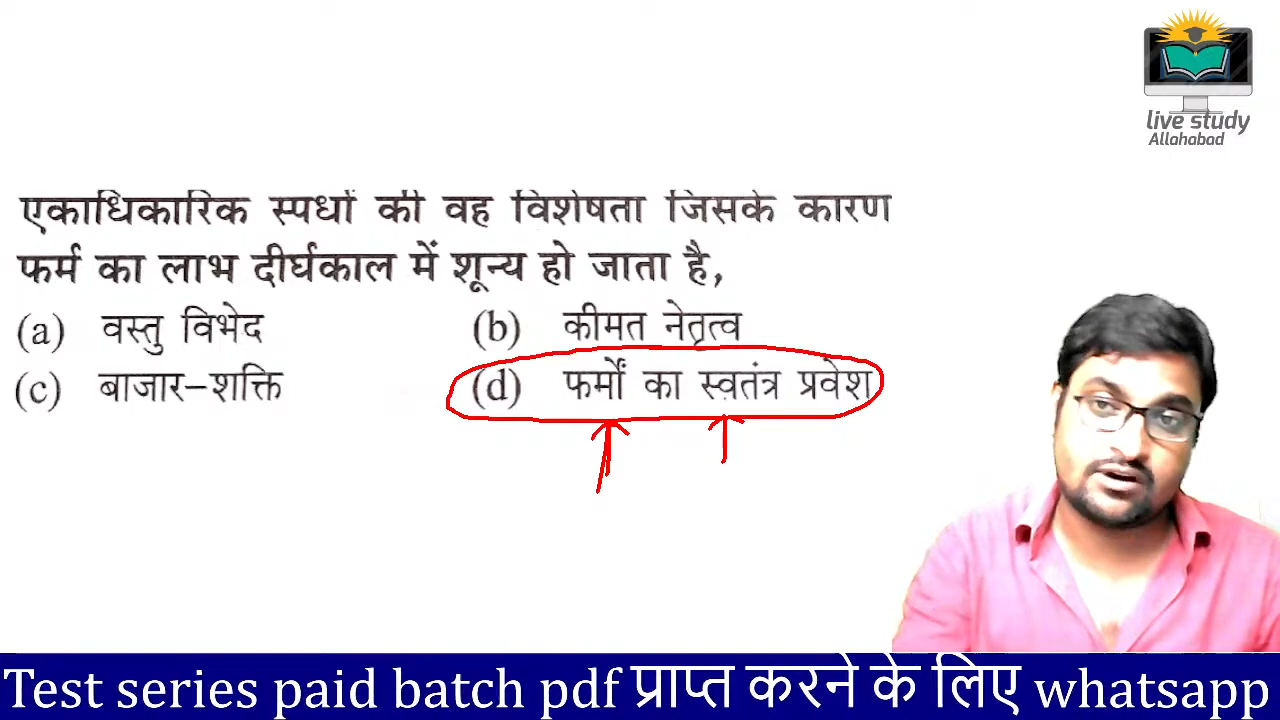 live study
Allahabad
एकाधिकारिक स्पर्धा की वह विशेषता जिसके कारण
फर्म का लाभ दीर्घकाल में शून्य हो जाता है,
(a) वस्तु विभेद (b) कीमत नेतृत्व
(c) बाजार-शक्ति (d) फर्मों का स्वतंत्र प्रवेश
Test series paid batch pdf प्राप्त करने के लिए whatsapp